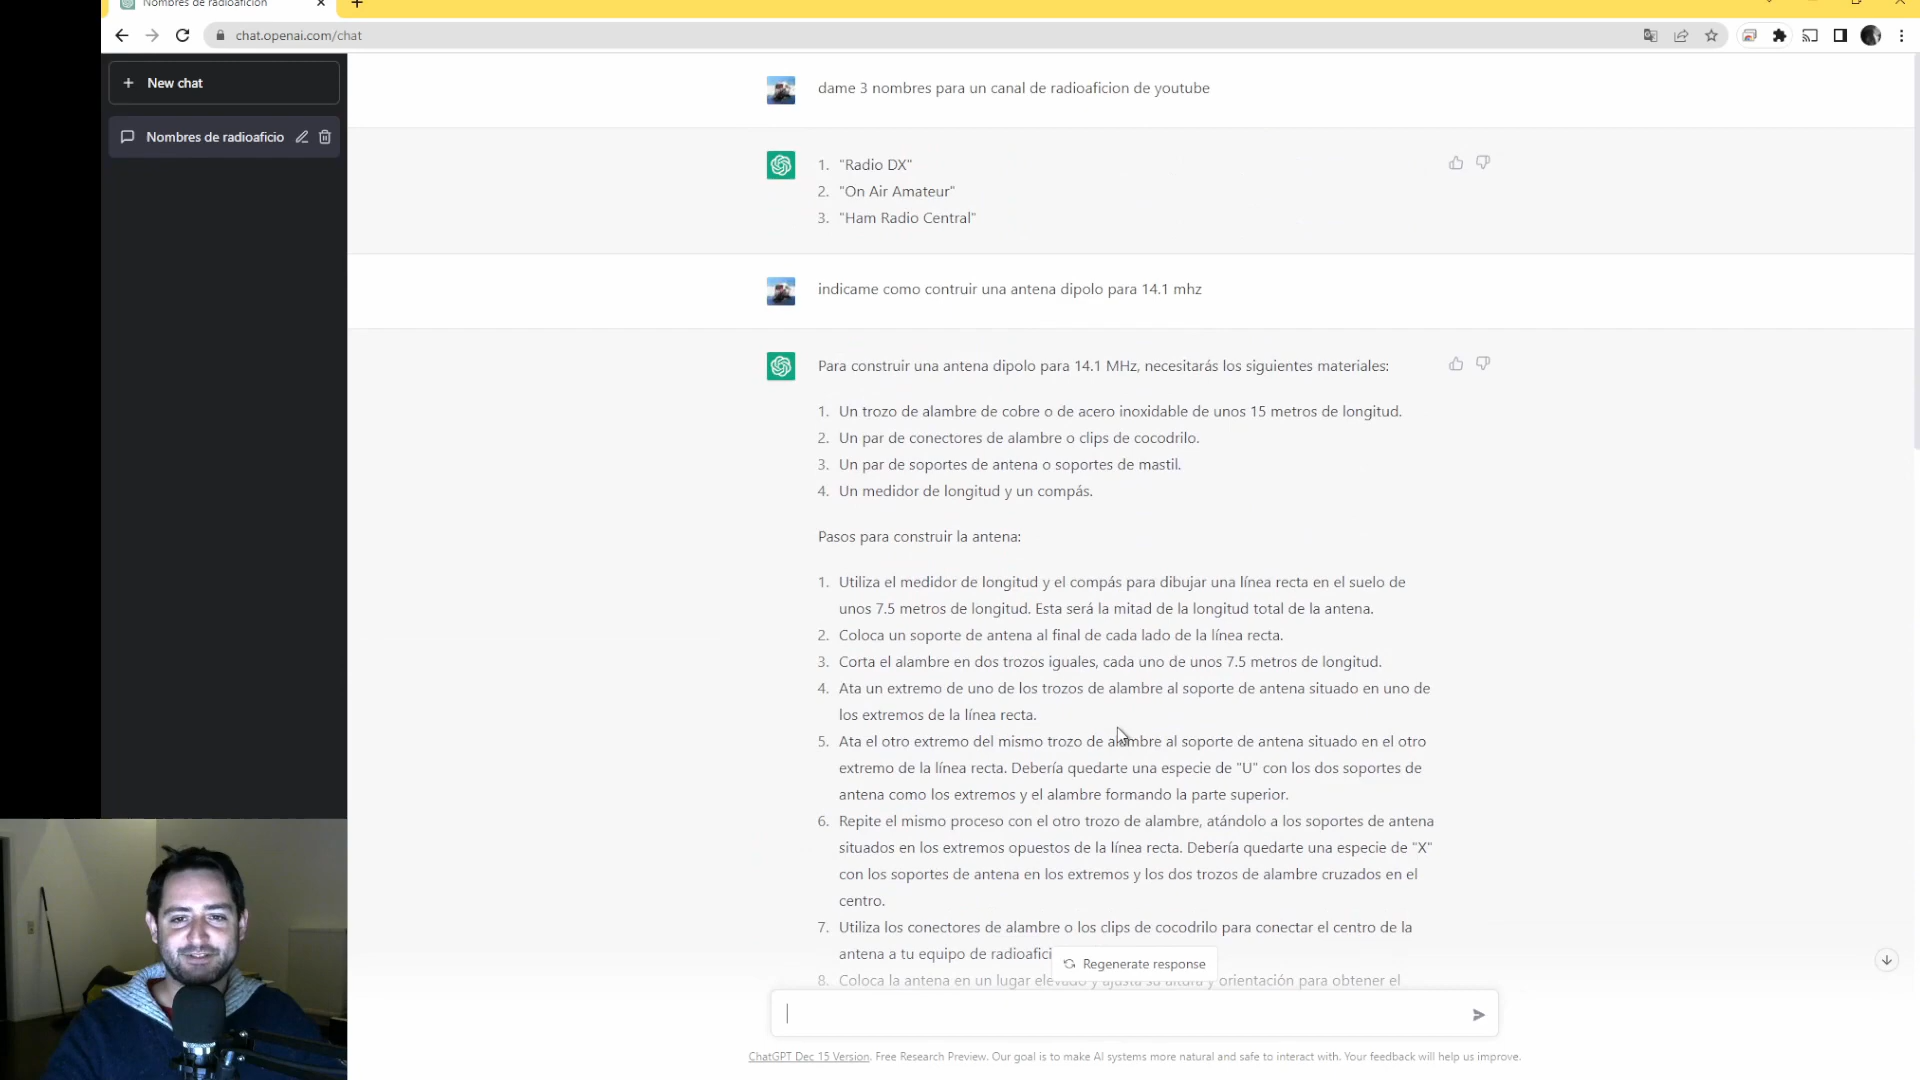 Nombres de radioafición
chat.openai.com/chat
New chat
Nombres de radioaficio
dame 3 nombres para un canal de radioaficion de youtube
1. "Radio DX"
2. "On Air Amateur"
3. "Ham Radio Central"
indicame como contruir una antena dipolo para 14.1 mhz
Para construir una antena dipolo para 14.1 MHz, necesitarás los siguientes materiales:
1. Un trozo de alambre de cobre o de acero inoxidable de unos 15 metros de longitud.
2. Un par de conectores de alambre o clips de cocodrilo.
3. Un par de soportes de antena o soportes de mastil.
4. Un medidor de longitud y un compás.
Pasos para construir la antena:
1. Utiliza el medidor de longitud y el compás para dibujar una línea recta en el suelo de
unos 7.5 metros de longitud. Esta será la mitad de la longitud total de la antena.
2. Coloca un soporte de antena al final de cada lado de la línea recta.
3. Corta el alambre en dos trozos iguales, cada uno de unos 7.5 metros de longitud.
4. Ata un extremo de uno de los trozos de alambre al soporte de antena situado en uno de
los extremos de la línea recta.
5. Ata el otro extremo del mismo trozo de alambre al soporte de antena situado en el otro
extremo de la línea recta. Debería quedarte una especie de "U" con los dos soportes de
antena como los extremos y el alambre formando la parte superior.
6. Repite el mismo proceso con el otro trozo de alambre, atándolo a los soportes de antena
situados en los extremos opuestos de la línea recta. Debería quedarte una especie de "X"
con los soportes de antena en los extremos y los dos trozos de alambre cruzados en el
centro.
7. Utiliza los conectores de alambre o los clips de cocodrilo para conectar el centro de la
antena a tu equipo de radioafici
Regenerate response
8. Coloca la antena en un lugar elevado y ajusta su altura y orientación para obtener el
ChatGPT Dec 15 Version. Free Research Preview. Our goal is to make AI systems more natural and safe to interact with. Your feedback will help us improve.